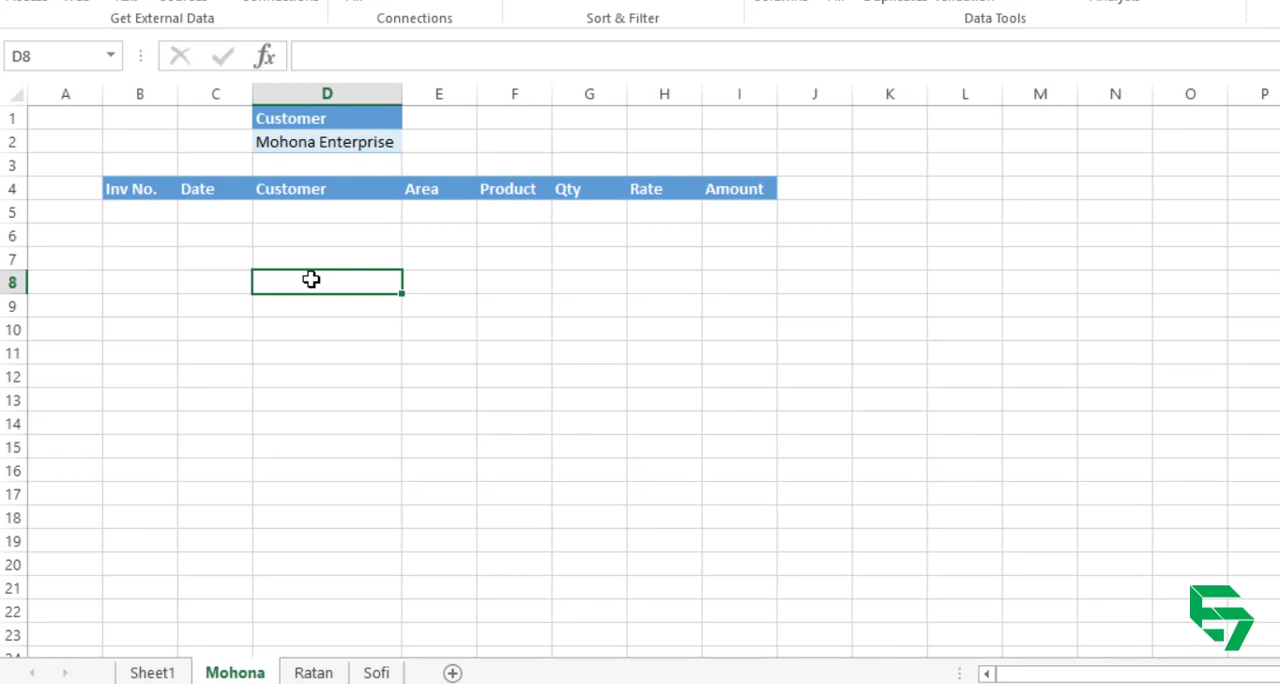 Get External Data Connections Sort & Filter Data Tools
D8 fx
A B C D E F G H I J K L M N O P
1 Customer
2 Mohona Enterprise
3
4 Inv No. Date Customer Area Product Qty Rate Amount
5
6
7
8
9
10
11
12
13
14
15
16
17
18
19
20
21
22
23
Sheet1 Mohona Ratan Sofi